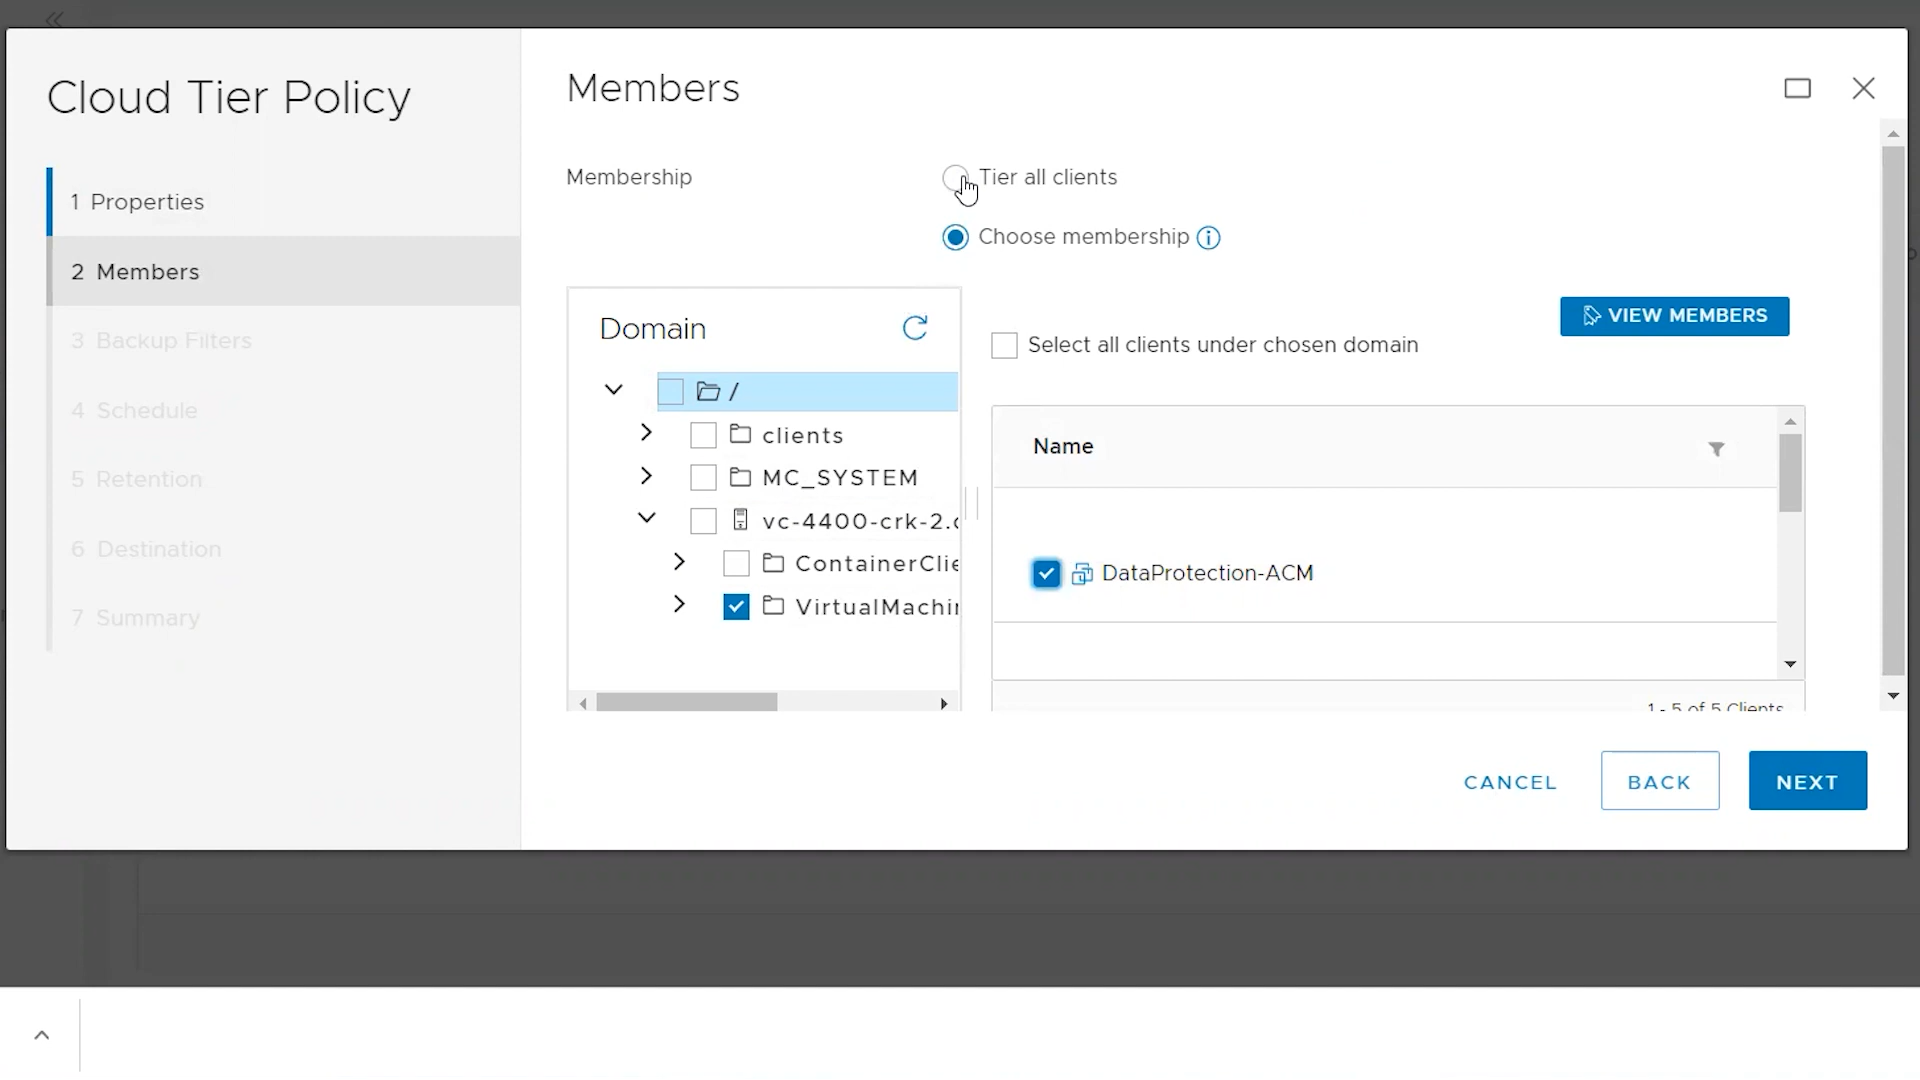 Cloud Tier Policy
1 Properties
2 Members
3 Backup Filters
4 Schedule
5 Retention
6 Destination
7 Summary
Members
Membership
Tier all clients
Choose membership
Domain
/
clients
MC_SYSTEM
vc-4400-crk-2.
ContainerClie
VirtualMachin
VIEW MEMBERS
Select all clients under chosen domain
Name
DataProtection-ACM
1 - 5 of 5 Clients
CANCEL
BACK
NEXT